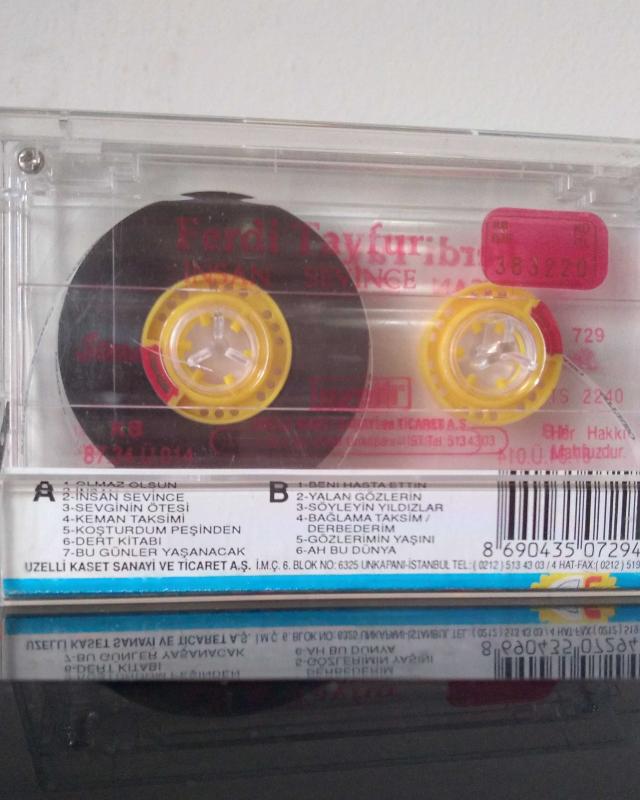 Ferdi Tayfur
İNSAN SEVİNCE
383220
729
2240
KB
Her Hakkı
Mahfuzdur.
A
1-OLMAZ OLSUN
2-İNSAN SEVİNCE
3-SEVGİNİN ÖTESİ
4-KEMAN TAKSİMİ
5-KOŞTURDUM PEŞİNDEN
6-DERT KİTABI
7-BU GÜNLER YAŞANACAK
B
1-BENİ HASTA ETTİN
2-YALAN GÖZLERİN
3-SÖYLEYİN YILDIZLAR
4-BAĞLAMA TAKSİM /
DERBEDERİM
5-GÖZLERİMİN YAŞINI
6-AH BU DÜNYA
8 690435 07294
UZELLİ KASET SANAYİ VE TİCARET A.Ş. İ.M.Ç. 6. BLOK NO: 6325 UNKAPANI-İSTANBUL TEL:( 0212 ) 513 43 03 / 4 HAT-FAX:( 0212 ) 519